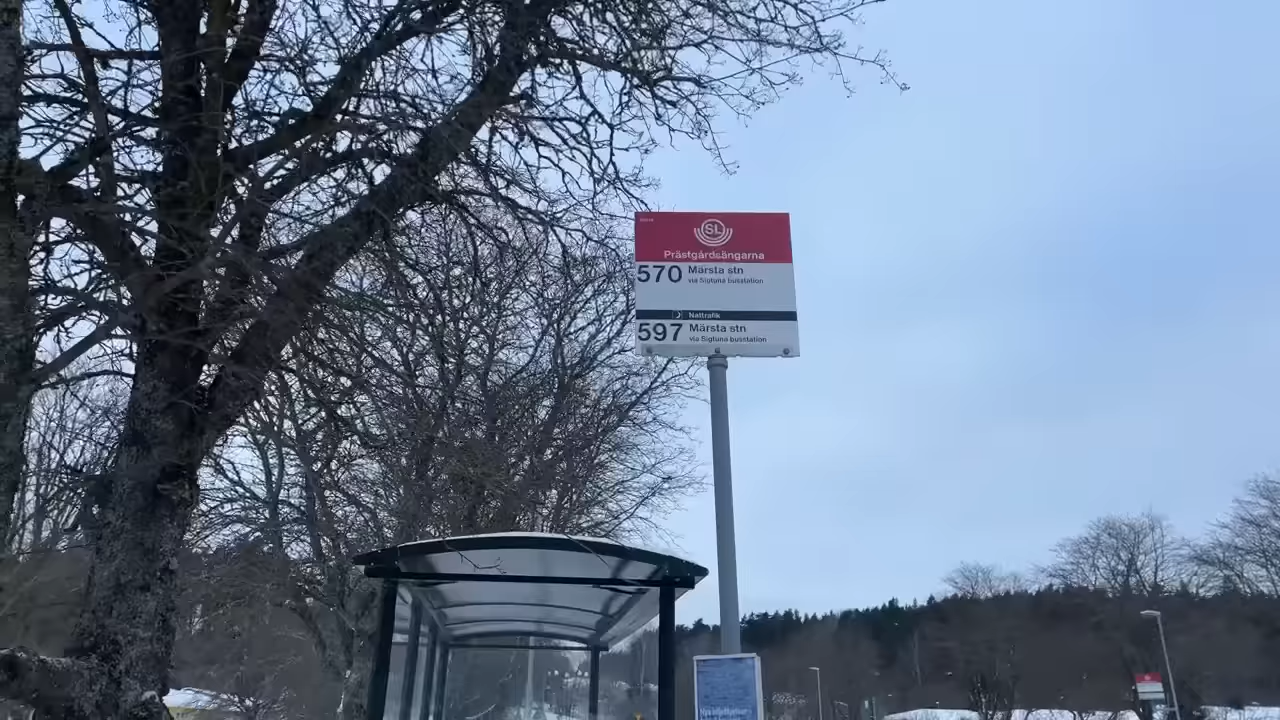 SL
Prästgårdsängarna
570 Märsta stn
via Sigtuna busstation
Nattrafik
597 Märsta stn
via Sigtuna busstation